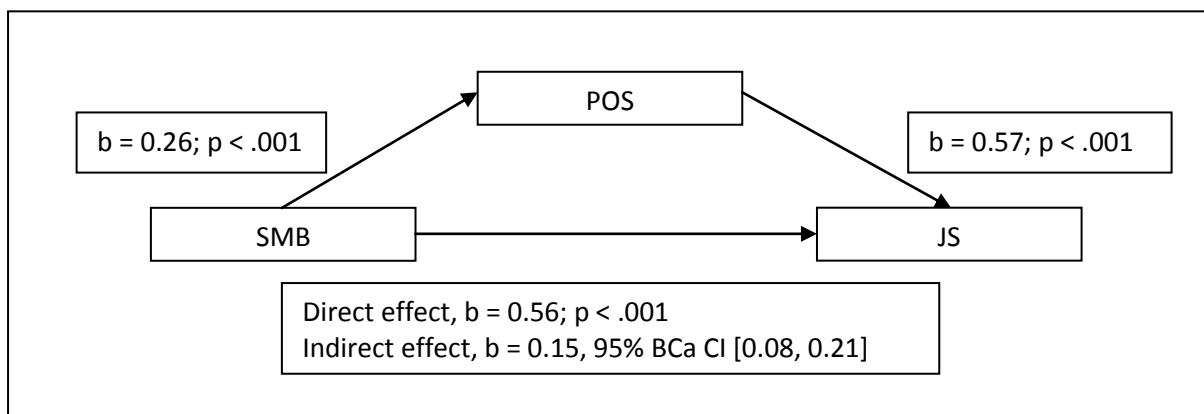 POS
b = 0.26; p < .001
b = 0.57; p < .001
SMB
JS
Direct effect, b = 0.56; p < .001
Indirect effect, b = 0.15, 95% BCa CI [0.08, 0.21]